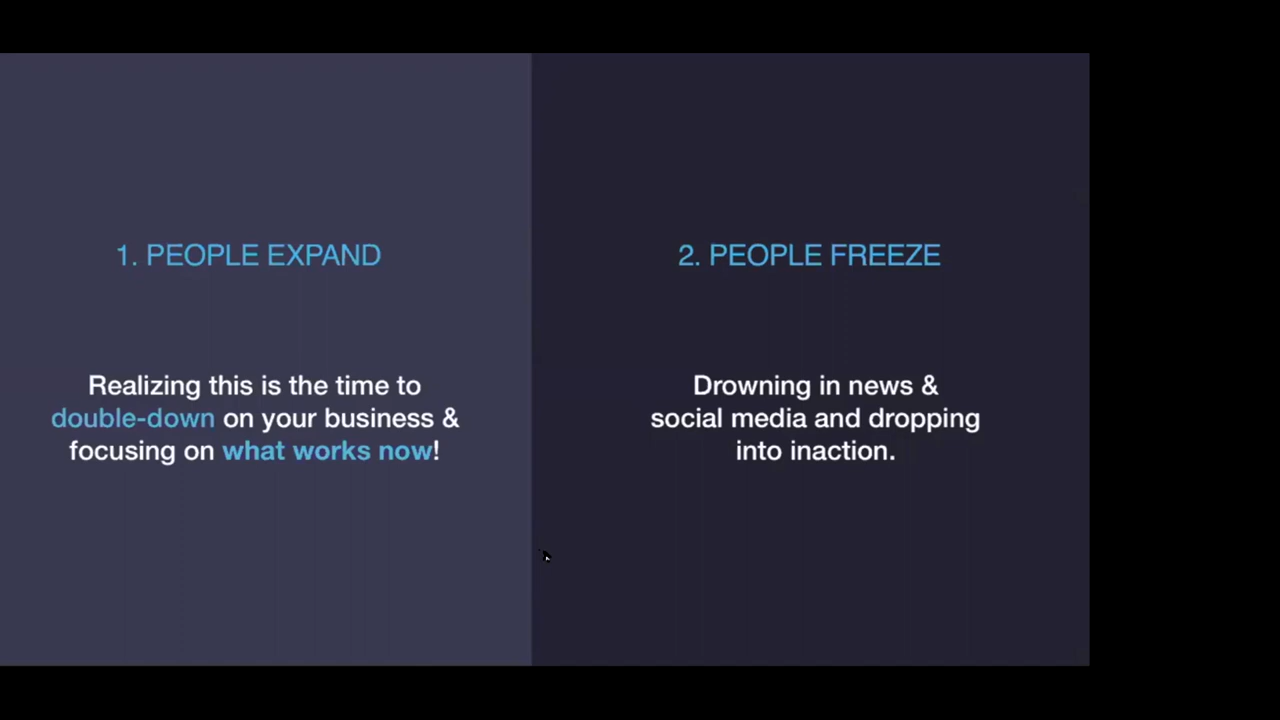 1. PEOPLE EXPAND
Realizing this is the time to
double-down on your business &
focusing on what works now!
2. PEOPLE FREEZE
Drowning in news &
social media and dropping
into inaction.